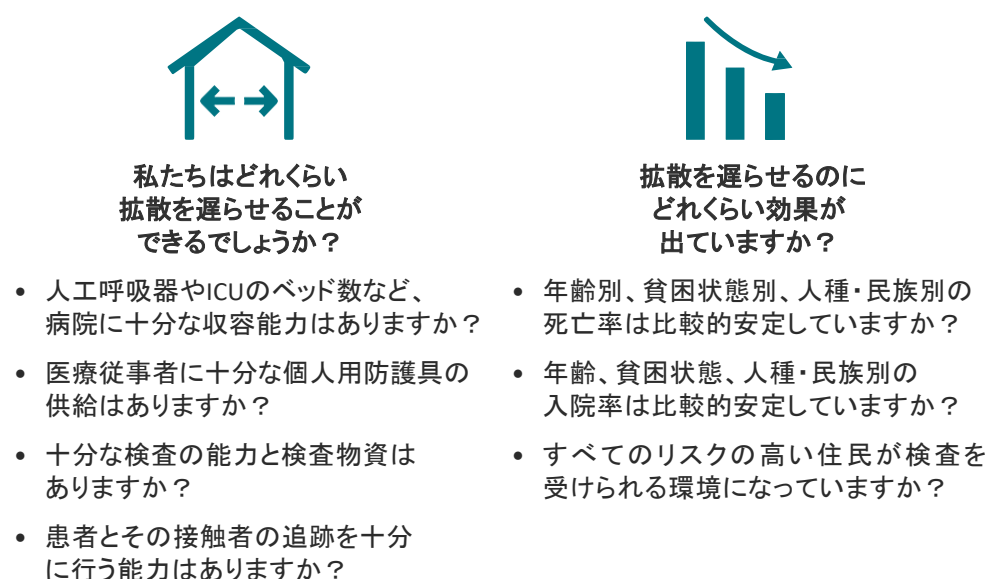 私たちはどれくらい
拡散を遅らせることが
できるでしょうか？
• 人工呼吸器やICUのベッド数など、
病院に十分な収容能力はありますか？
• 医療従事者に十分な個人用防護具の
供給はありますか？
• 十分な検査の能力と検査物資は
ありますか？
• 患者とその接触者の追跡を十分
に行う能力はありますか？
拡散を遅らせるのに
どれくらい効果が
出ていますか？
• 年齢別、貧困状態別、人種・民族別の
死亡率は比較的安定していますか？
• 年齢、貧困状態、人種・民族別の
入院率は比較的安定していますか？
• すべてのリスクの高い住民が検査を
受けられる環境になっていますか？